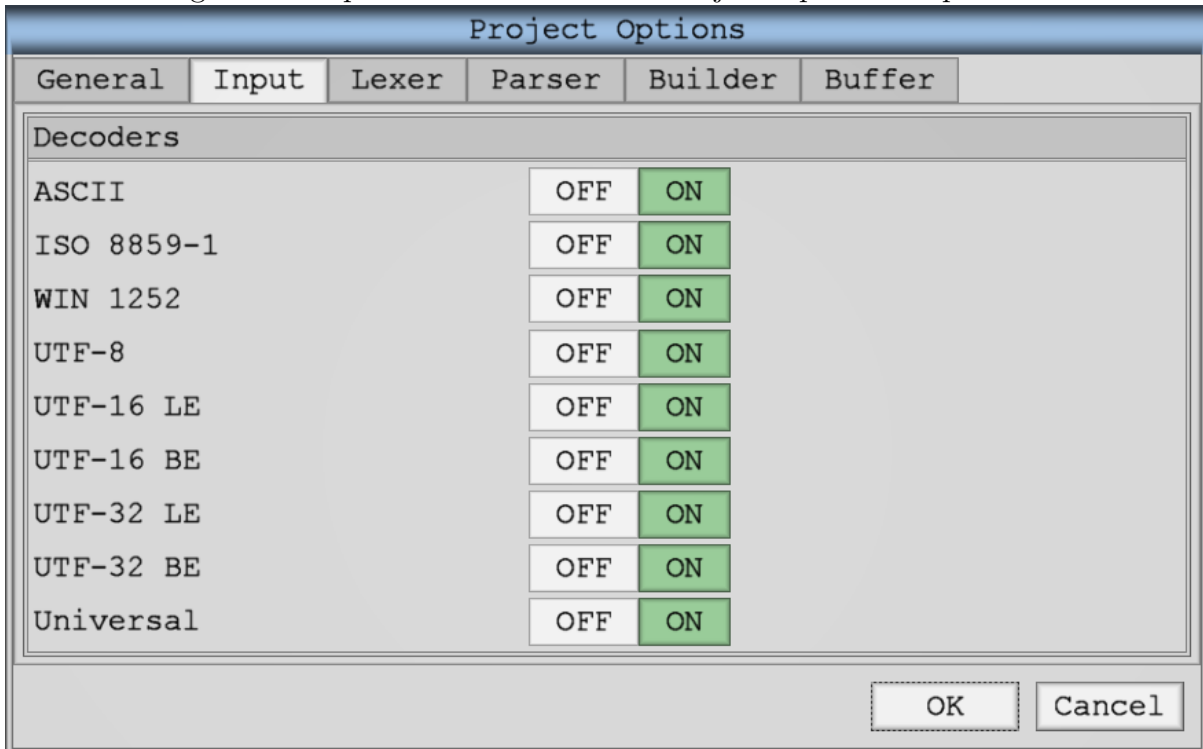 Project Options
General Input Lexer Parser Builder Buffer
Decoders
ASCII OFF ON
ISO 8859-1 OFF ON
WIN 1252 OFF ON
UTF-8 OFF ON
UTF-16 LE OFF ON
UTF-16 BE OFF ON
UTF-32 LE OFF ON
UTF-32 BE OFF ON
Universal OFF ON
OK Cancel